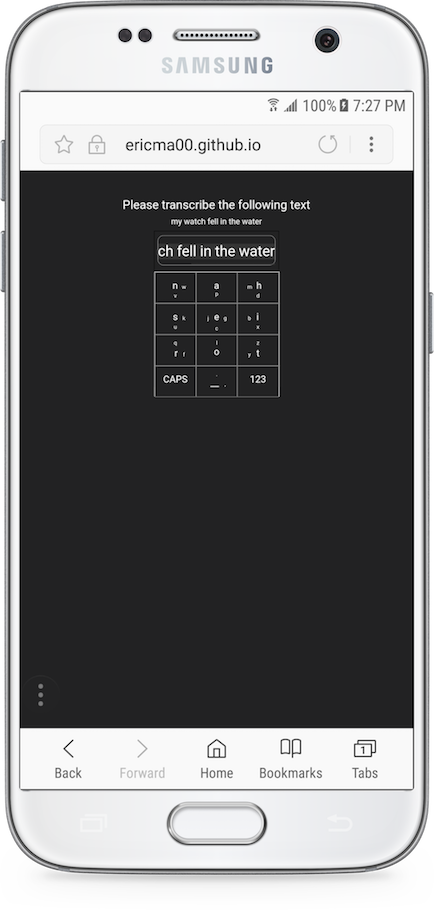 SAMSUNG
100% 7:27 PM
ericma00.github.io
Please transcribe the following text
my watch fell in the water
ch fell in the water
n w v a p m h d
s k u j e g c b i x
q r f l o z y t
CAPS _ . 123
Back Forward Home Bookmarks 1 Tabs